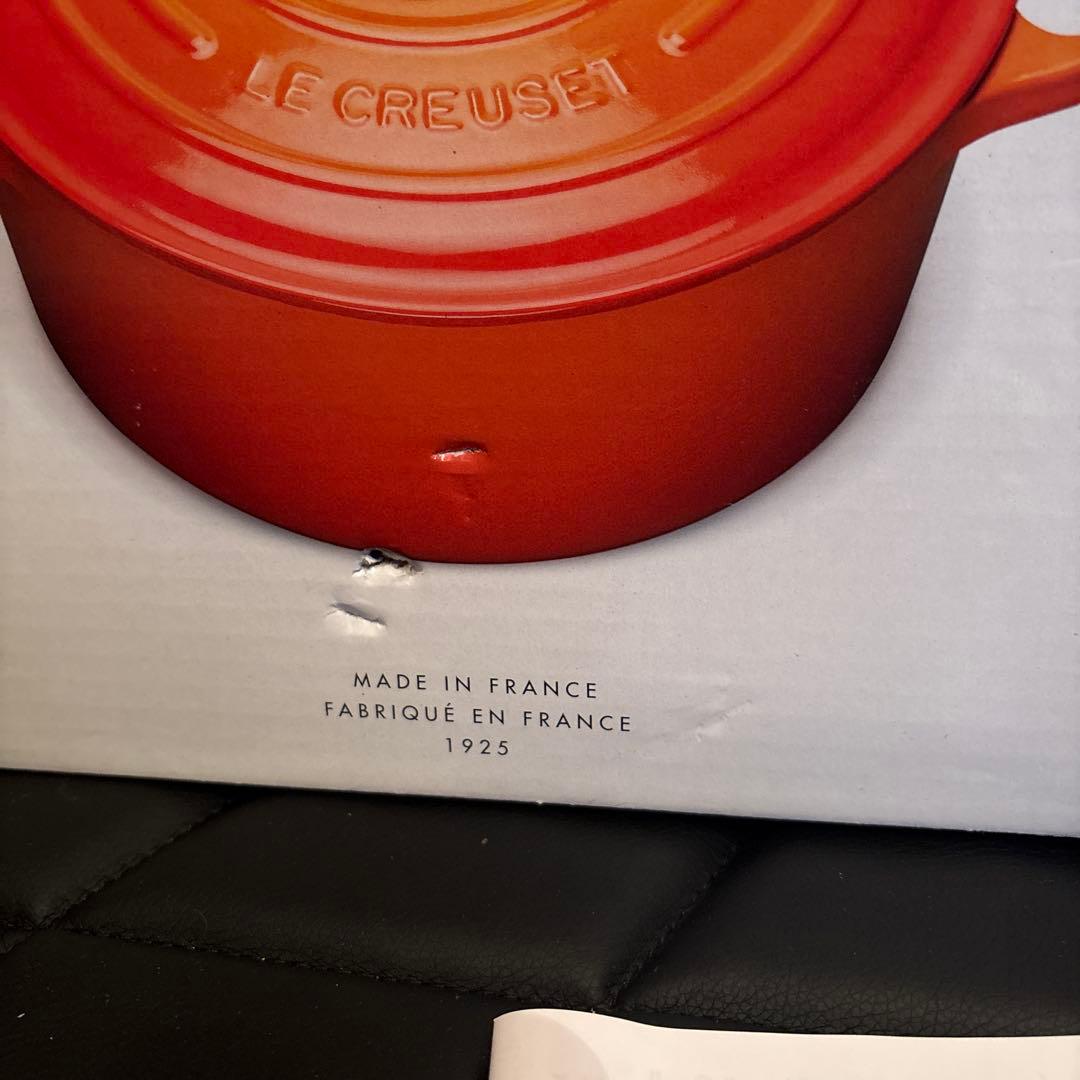 LE CREUSET
MADE IN FRANCE
FABRIQUÉ EN FRANCE
1925